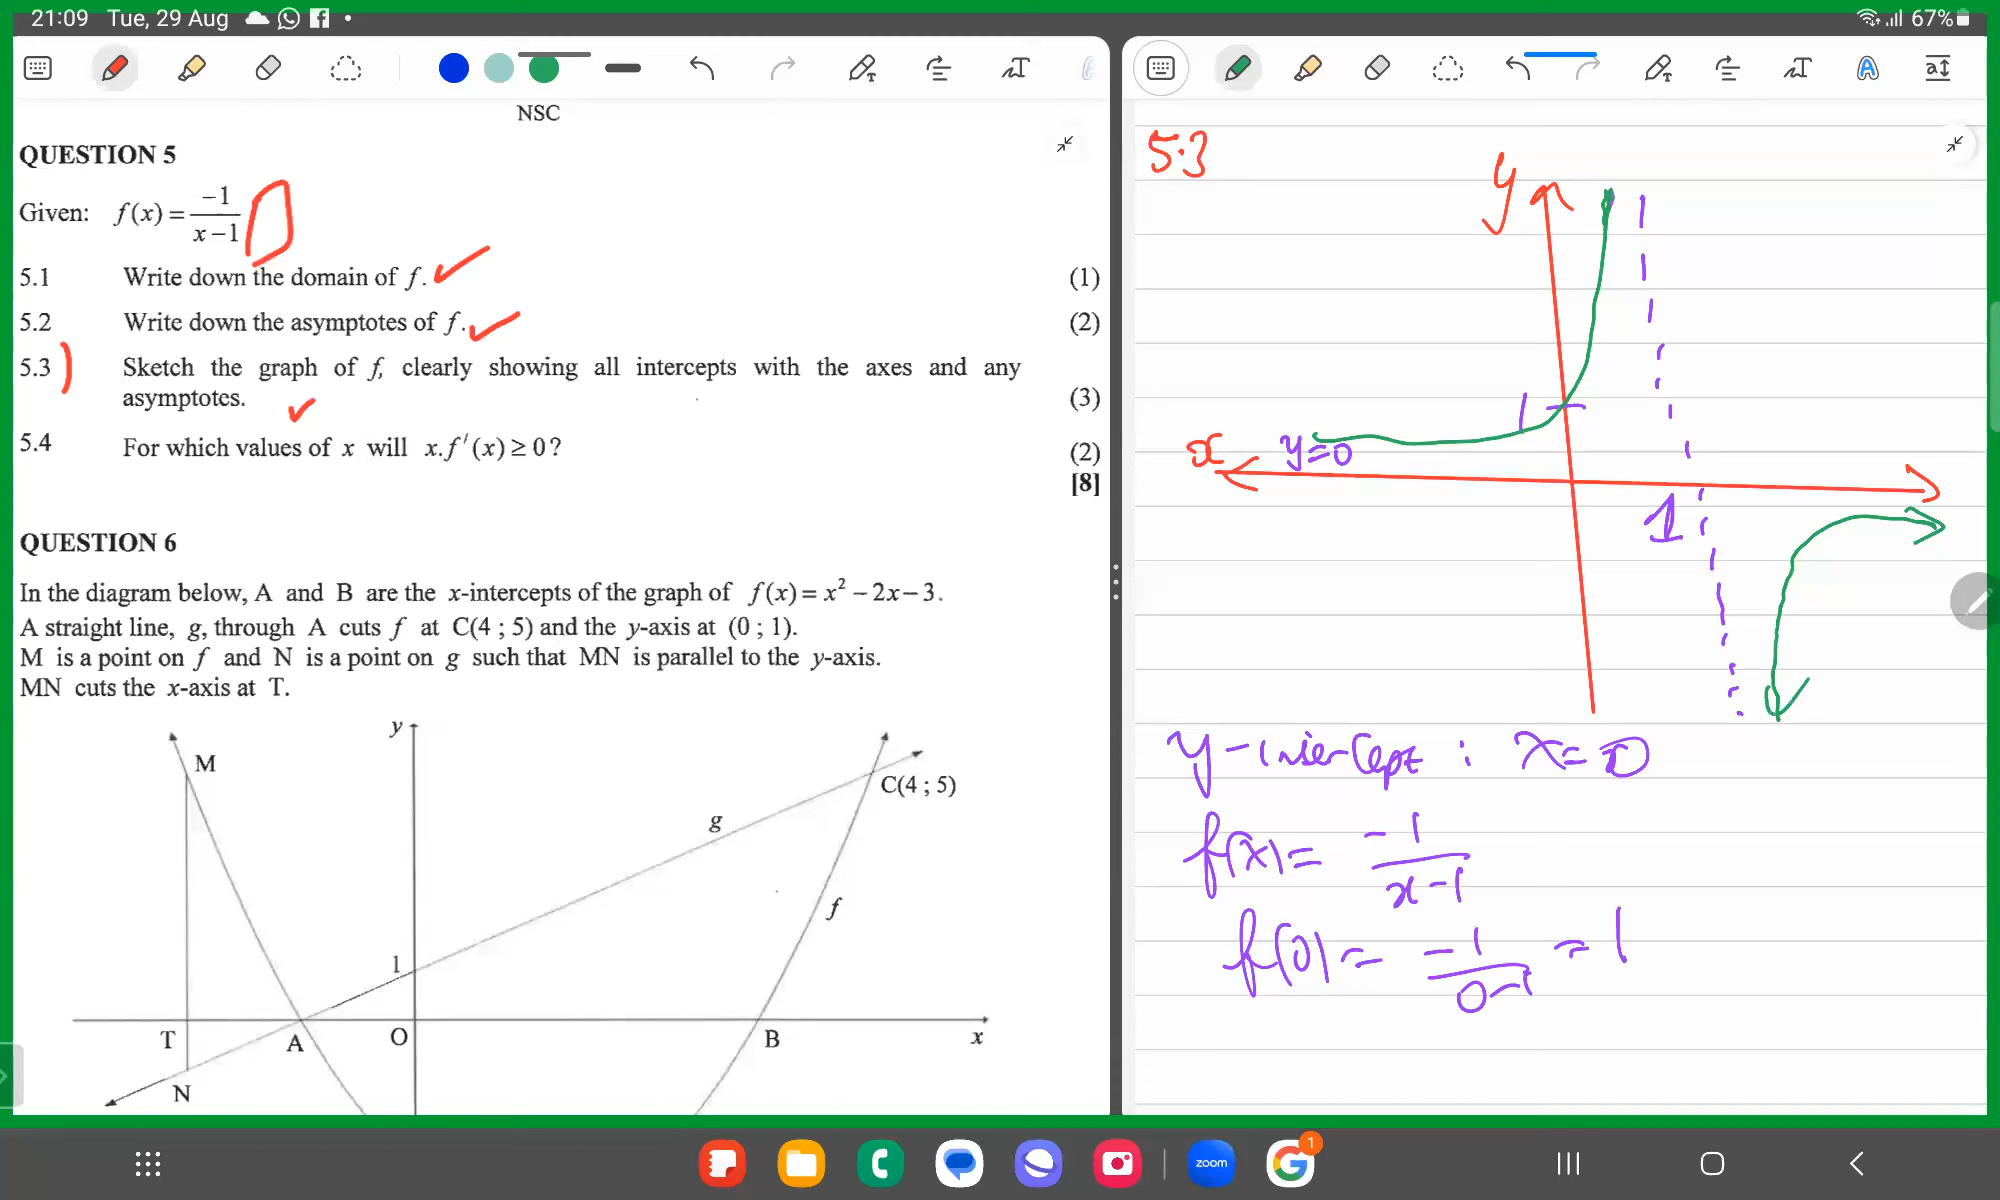 21:09 Tue, 29 Aug
67%
NSC
QUESTION 5
Given: f(x) = -1/(x-1)
5.1 Write down the domain of f. (1)
5.2 Write down the asymptotes of f. (2)
5.3 Sketch the graph of f, clearly showing all intercepts with the axes and any
asymptotes. (3)
5.4 For which values of x will x.f′(x) ≥ 0? (2)
[8]
QUESTION 6
In the diagram below, A and B are the x-intercepts of the graph of f(x) = x² − 2x − 3.
A straight line, g, through A cuts f at C(4 ; 5) and the y-axis at (0 ; 1).
M is a point on f and N is a point on g such that MN is parallel to the y-axis.
MN cuts the x-axis at T.
y
M
C(4 ; 5)
g
f
1
T A O B x
N
5.3
y
1
x y=0
1
y-intercept : x=0
f(x) = -1/(x-1)
f(0) = -1/(0-1) = 1
zoom
1